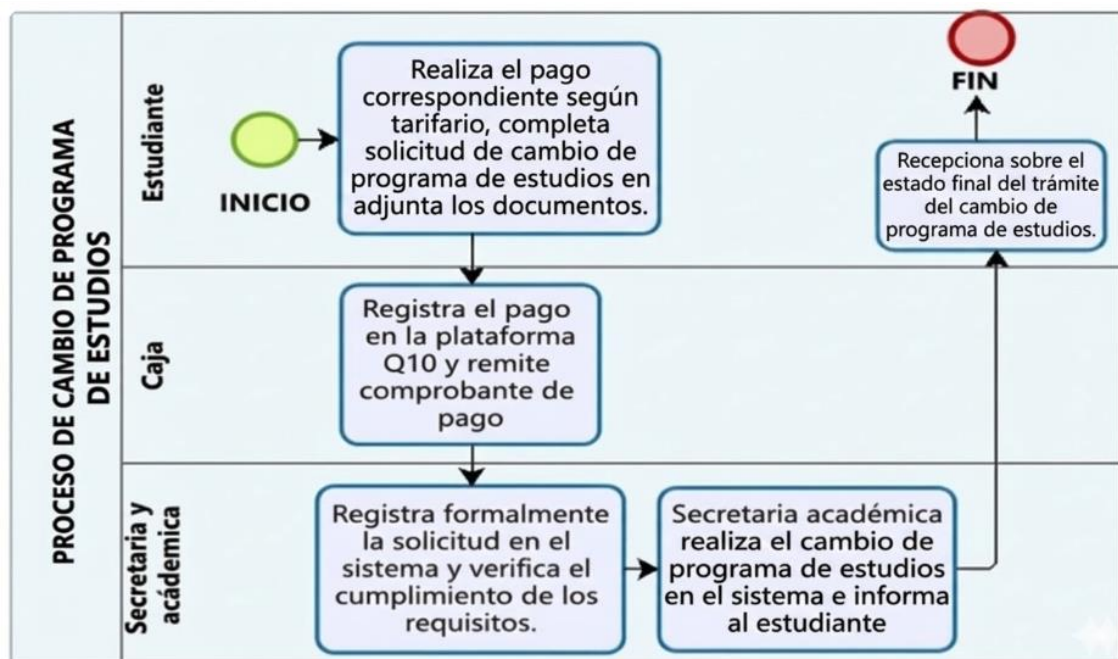 PROCESO DE CAMBIO DE PROGRAMA
DE ESTUDIOS
Estudiante
INICIO
Realiza el pago
correspondiente según
tarifario, completa
solicitud de cambio de
programa de estudios en
adjunta los documentos.
FIN
Recepciona sobre el
estado final del trámite
del cambio de
programa de estudios.
Caja
Registra el pago
en la plataforma
Q10 y remite
comprobante de
pago
Secretaria y
académica
Registra formalmente
la solicitud en el
sistema y verifica el
cumplimiento de los
requisitos.
Secretaria académica
realiza el cambio de
programa de estudios
en el sistema e informa
al estudiante